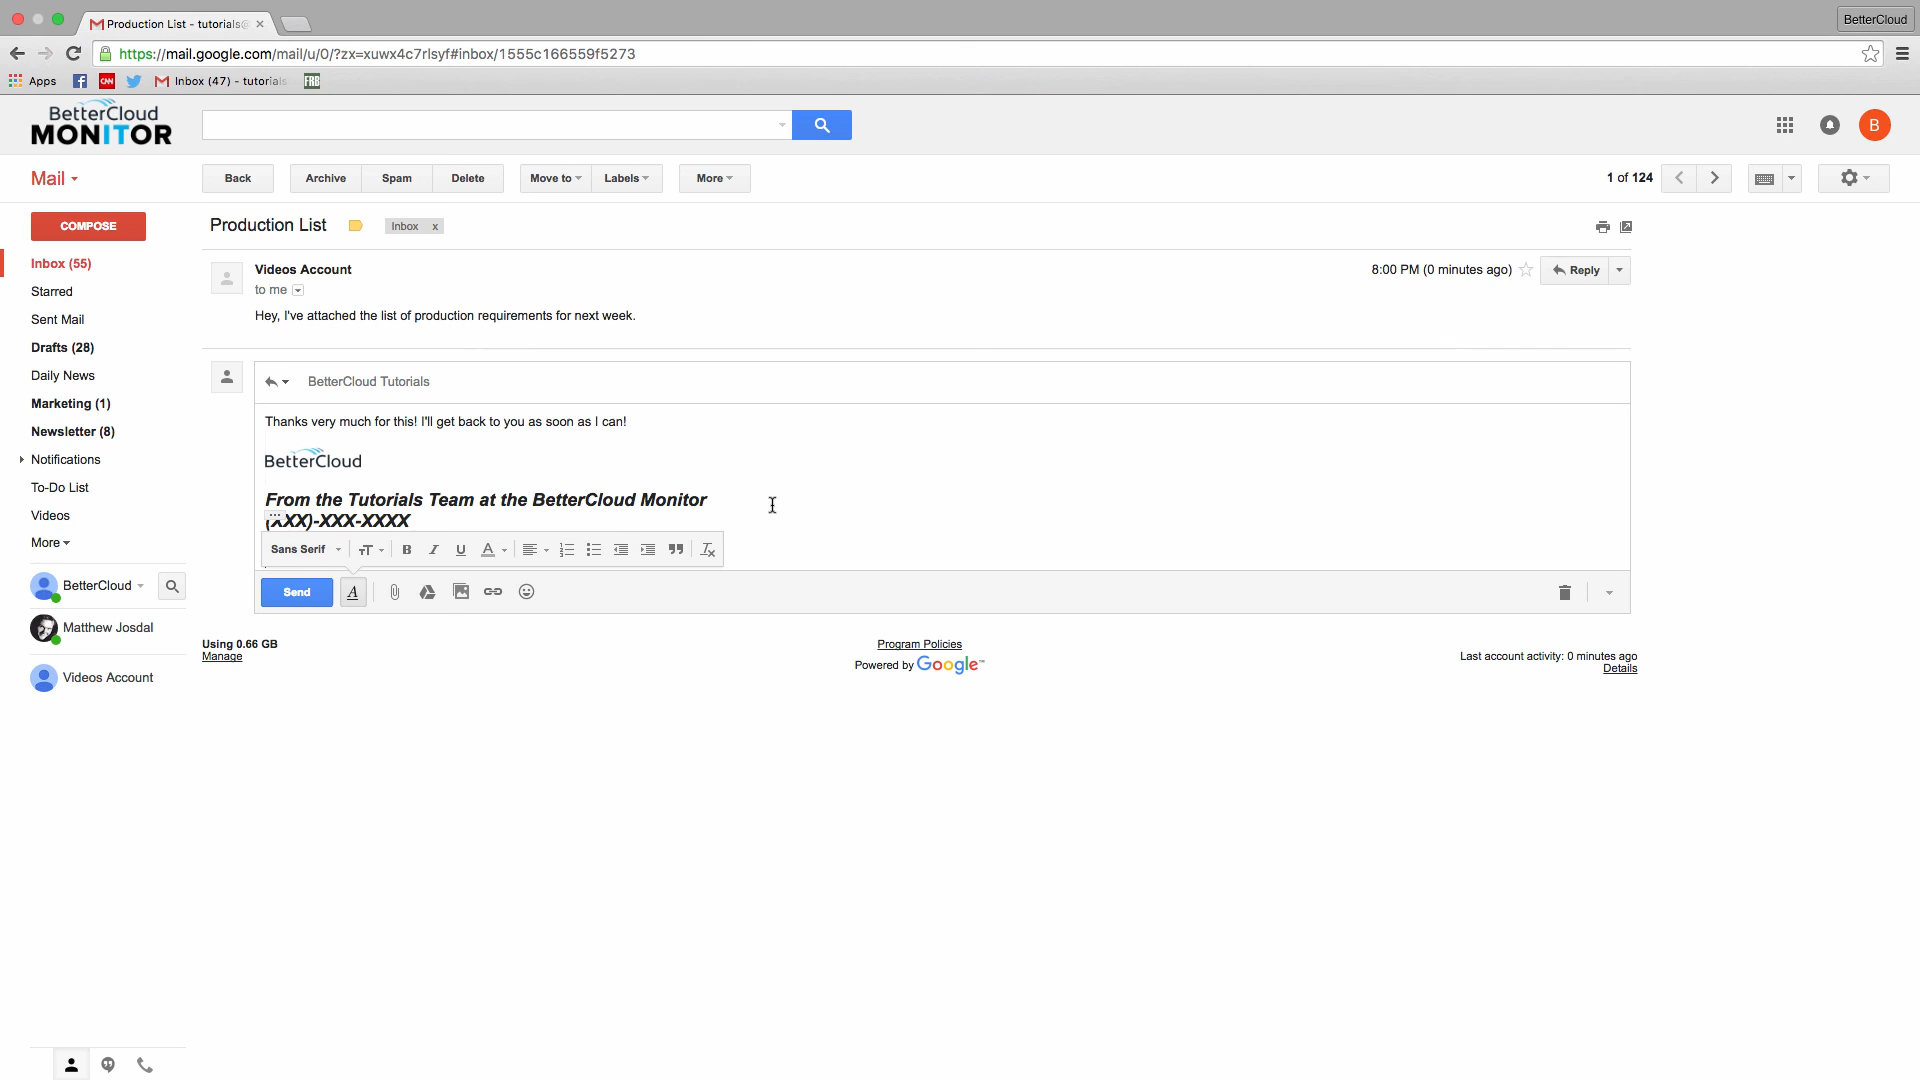 Production List - tutorials@
BetterCloud
https://mail.google.com/mail/u/0/?zx=xuwx4c7rlsyf#inbox/1555c166559f5273
Apps
CNN
Inbox (47) - tutorials
FRB
BetterCloud
MONITOR
B
Mail
Back
Archive
Spam
Delete
Move to
Labels
More
1 of 124
COMPOSE
Production List
Inbox x
Inbox (55)
Starred
Sent Mail
Drafts (28)
Daily News
Marketing (1)
Newsletter (8)
Notifications
To-Do List
Videos
More
BetterCloud
Matthew Josdal
Videos Account
Videos Account
8:00 PM (0 minutes ago)
Reply
to me
Hey, I've attached the list of production requirements for next week.
BetterCloud Tutorials
Thanks very much for this! I'll get back to you as soon as I can!
BetterCloud
From the Tutorials Team at the BetterCloud Monitor
(XXX)-XXX-XXXX
Sans Serif
Send
Using 0.66 GB
Manage
Program Policies
Powered by Google™
Last account activity: 0 minutes ago
Details